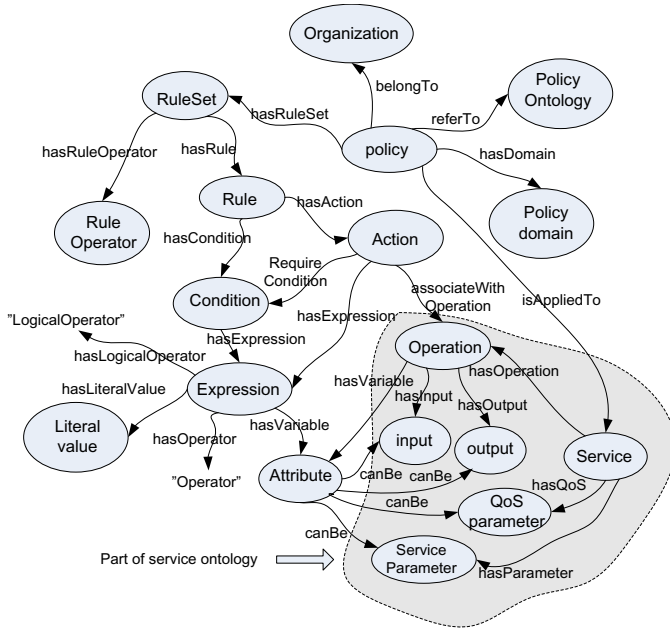 Organization
belongTo
Policy
Ontology
RuleSet
hasRuleSet
referTo
policy
hasDomain
hasRuleOperator
hasRule
Rule
hasAction
Policy
domain
Rule
Operator
hasCondition
Action
Require
Condition
associateWith
Operation
isAppliedTo
Condition
"LogicalOperator"
hasExpression
hasExpression
hasLogicalOperator
Operation
hasOperation
hasVariable
hasInput
hasLiteralValue
Expression
hasOutput
Literal
value
hasVariable
hasOperator
input
output
Service
"Operator"
Attribute
canBe
canBe
hasQoS
canBe
QoS
parameter
canBe
Part of service ontology
Service
Parameter
hasParameter